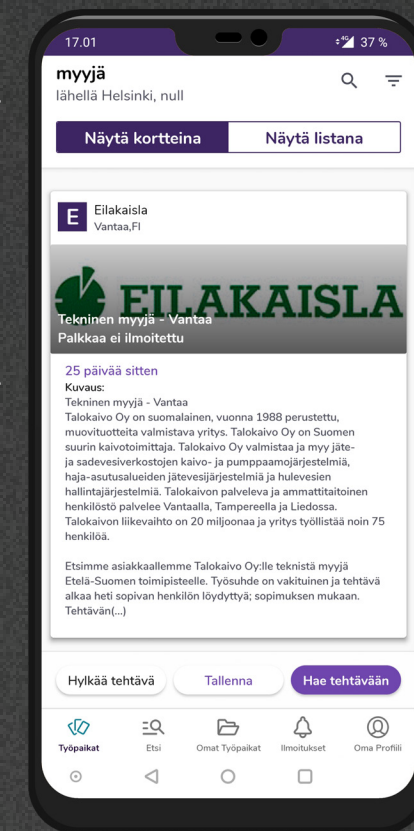 17.01
4G 37 %
myyjä
lähellä Helsinki, null
Näytä kortteina
Näytä listana
E
Eilakaisla
Vantaa,FI
EILAKAISLA
Tekninen myyjä - Vantaa
Palkkaa ei ilmoitettu
25 päivää sitten
Kuvaus:
Tekninen myyjä - Vantaa
Talokaivo Oy on suomalainen, vuonna 1988 perustettu,
muovituotteita valmistava yritys. Talokaivo Oy on Suomen
suurin kaivotoimittaja. Talokaivo Oy valmistaa ja myy jäte-
ja sadevesiverkostojen kaivo- ja pumppaamojärjestelmiä,
haja-asutusalueiden jätevesijärjestelmiä ja hulevesien
hallintajärjestelmiä. Talokaivon palveleva ja ammattitaitoinen
henkilöstö palvelee Vantaalla, Tampereella ja Liedossa.
Talokaivon liikevaihto on 20 miljoonaa ja yritys työllistää noin 75
henkilöä.
Etsimme asiakkaallemme Talokaivo Oy:lle teknistä myyjä
Etelä-Suomen toimipisteelle. Työsuhde on vakituinen ja tehtävä
alkaa heti sopivan henkilön löydyttyä; sopimuksen mukaan.
Tehtävän(...)
Hylkää tehtävä
Tallenna
Hae tehtävään
Työpaikat
Etsi
Omat Työpaikat
Ilmoitukset
Oma Profiili